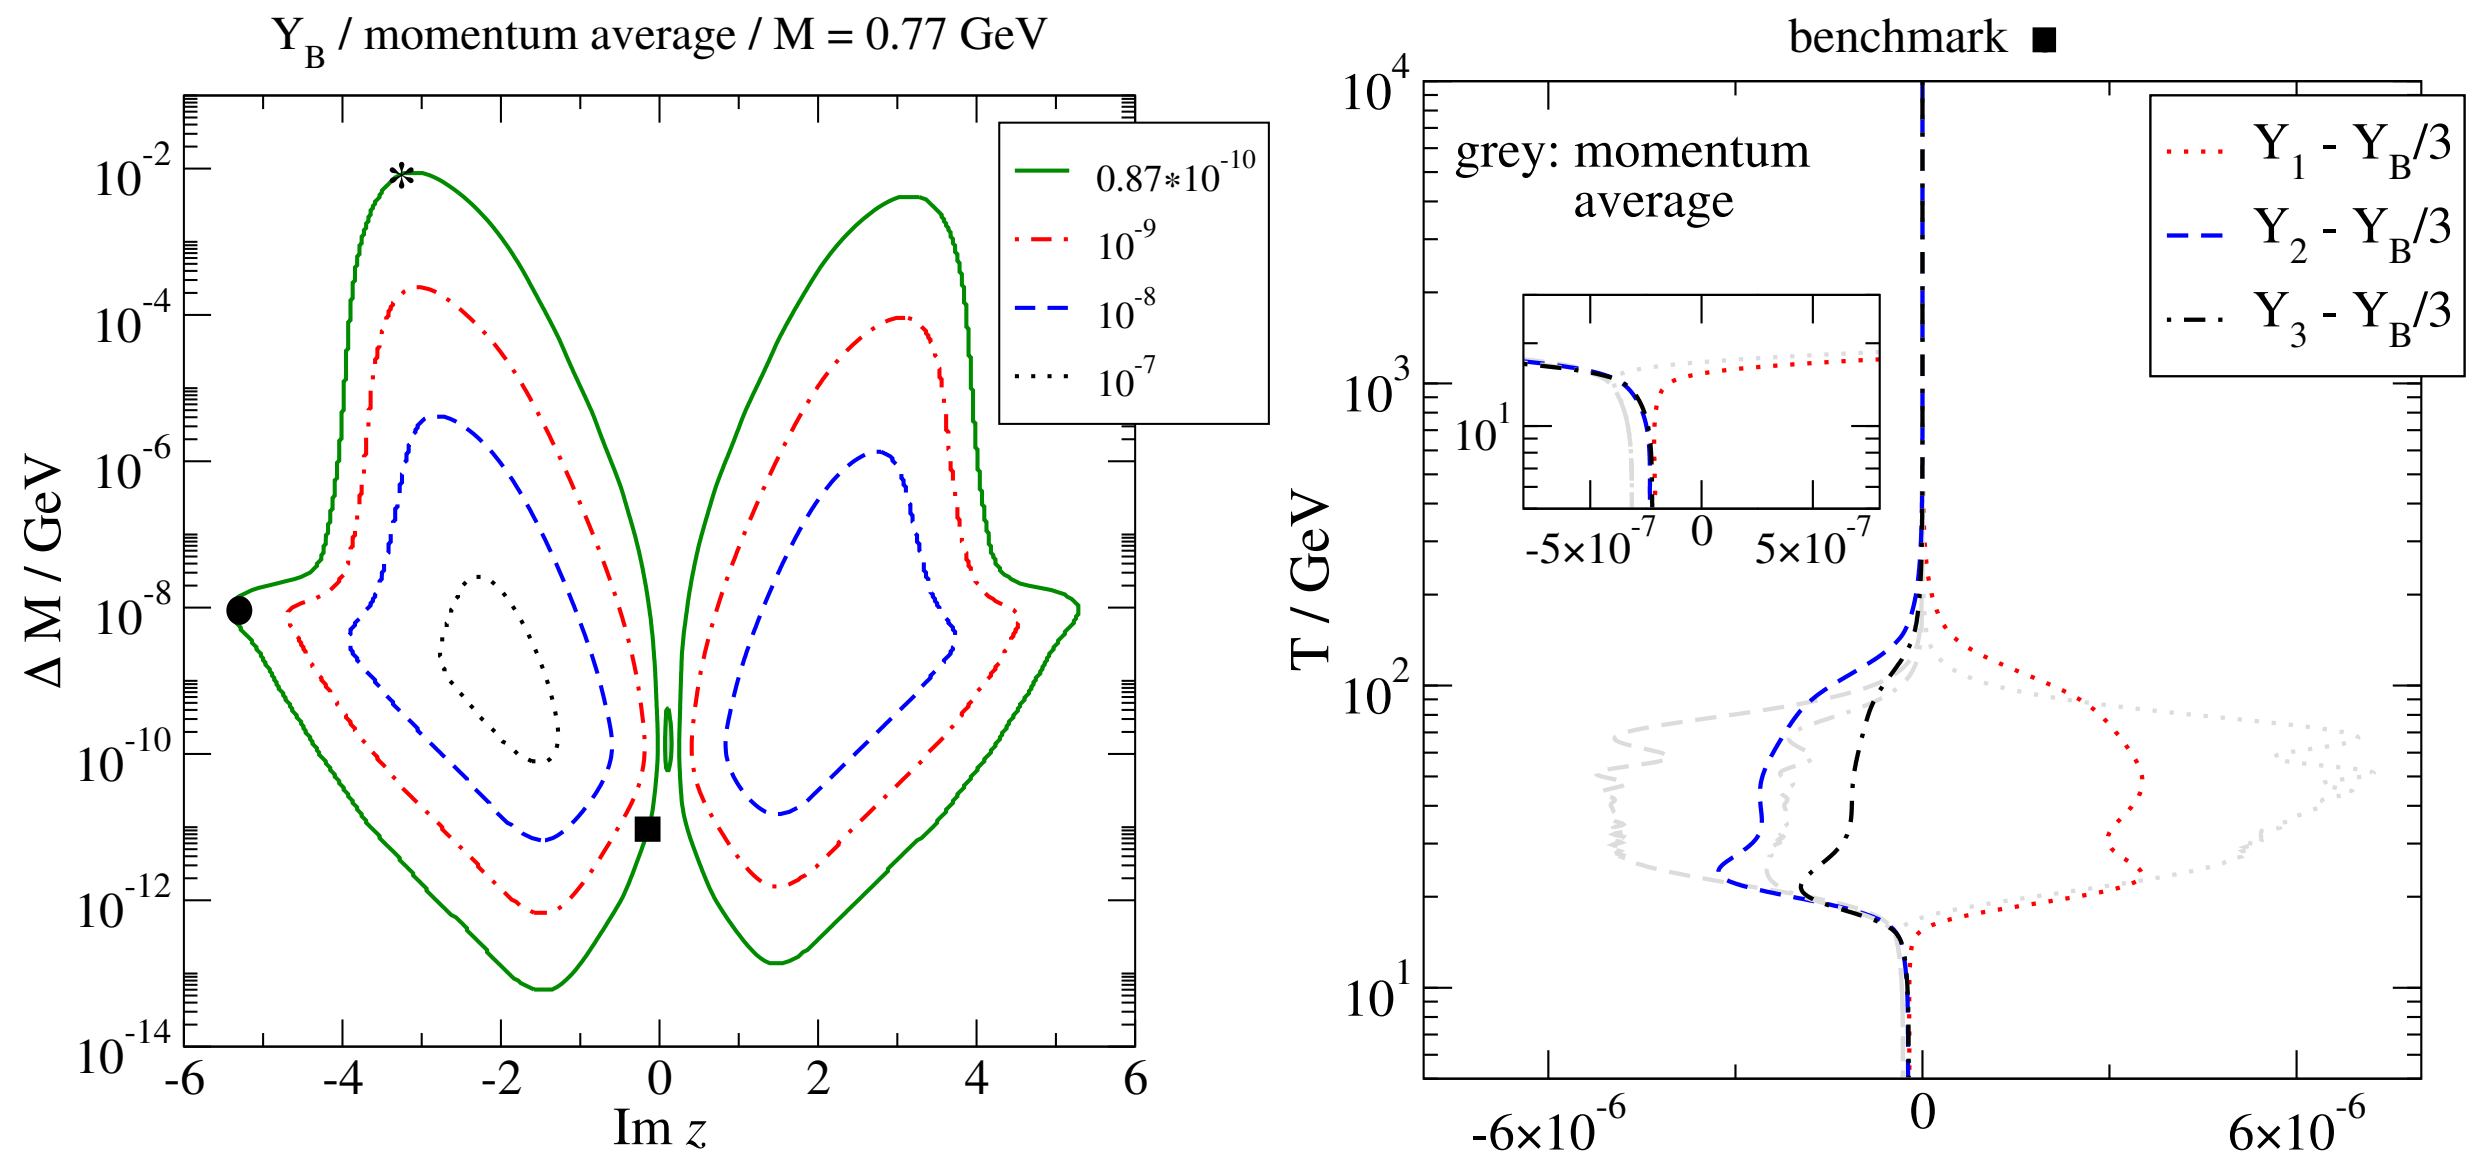 Y_B / momentum average / M = 0.77 GeV
10^-2
10^-4
10^-6
10^-8
10^-10
10^-12
10^-14
Δ M / GeV
-6 -4 -2 0 2 4 6
Im z
0.87*10^-10
10^-9
10^-8
10^-7
benchmark ■
10^4
10^3
10^2
10^1
T / GeV
grey: momentum
average
Y_1 - Y_B/3
Y_2 - Y_B/3
Y_3 - Y_B/3
10^1
-5×10^-7 0 5×10^-7
-6×10^-6 0 6×10^-6